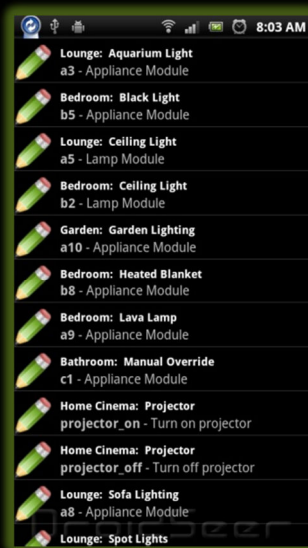 8:03 AM
Lounge: Aquarium Light
a3 - Appliance Module
Bedroom: Black Light
b5 - Appliance Module
Lounge: Ceiling Light
a5 - Lamp Module
Bedroom: Ceiling Light
b2 - Lamp Module
Garden: Garden Lighting
a10 - Appliance Module
Bedroom: Heated Blanket
b8 - Appliance Module
Bedroom: Lava Lamp
a9 - Appliance Module
Bathroom: Manual Override
c1 - Appliance Module
Home Cinema: Projector
projector_on - Turn on projector
Home Cinema: Projector
projector_off - Turn off projector
Lounge: Sofa Lighting
a8 - Appliance Module
DroidSeer
Lounge: Spot Lights